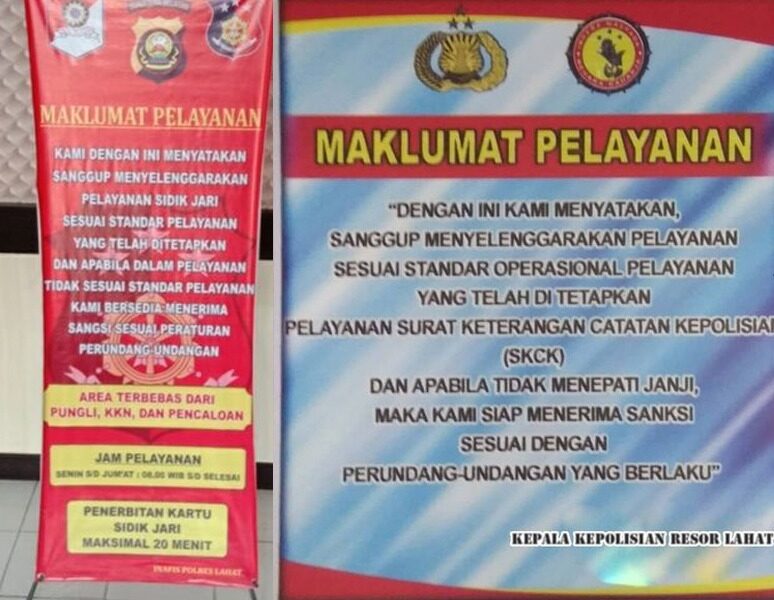 MAKLUMAT PELAYANAN
KAMI DENGAN INI MENYATAKAN
SANGGUP MENYELENGGARAKAN
PELAYANAN SIDIK JARI
SESUAI STANDAR PELAYANAN
YANG TELAH DITETAPKAN
DAN APABILA DALAM PELAYANAN
TIDAK SESUAI STANDAR PELAYANAN
KAMI BERSEDIA MENERIMA
SANGSI SESUAI PERATURAN
PERUNDANG-UNDANGAN
AREA TERBEBAS DARI
PUNGLI, KKN, DAN PENCALOAN
JAM PELAYANAN
SENIN S/D JUM'AT : 08.00 WIB S/D SELESAI
PENERBITAN KARTU
SIDIK JARI
MAKSIMAL 20 MENIT
INAFIS POLRES LAHAT
MAKLUMAT PELAYANAN
“DENGAN INI KAMI MENYATAKAN,
SANGGUP MENYELENGGARAKAN PELAYANAN
SESUAI STANDAR OPERASIONAL PELAYANAN
YANG TELAH DI TETAPKAN
PELAYANAN SURAT KETERANGAN CATATAN KEPOLISIAN
(SKCK)
DAN APABILA TIDAK MENEPATI JANJI,
MAKA KAMI SIAP MENERIMA SANKSI
SESUAI DENGAN
PERUNDANG-UNDANGAN YANG BERLAKU”
KEPALA KEPOLISIAN RESOR LAHAT